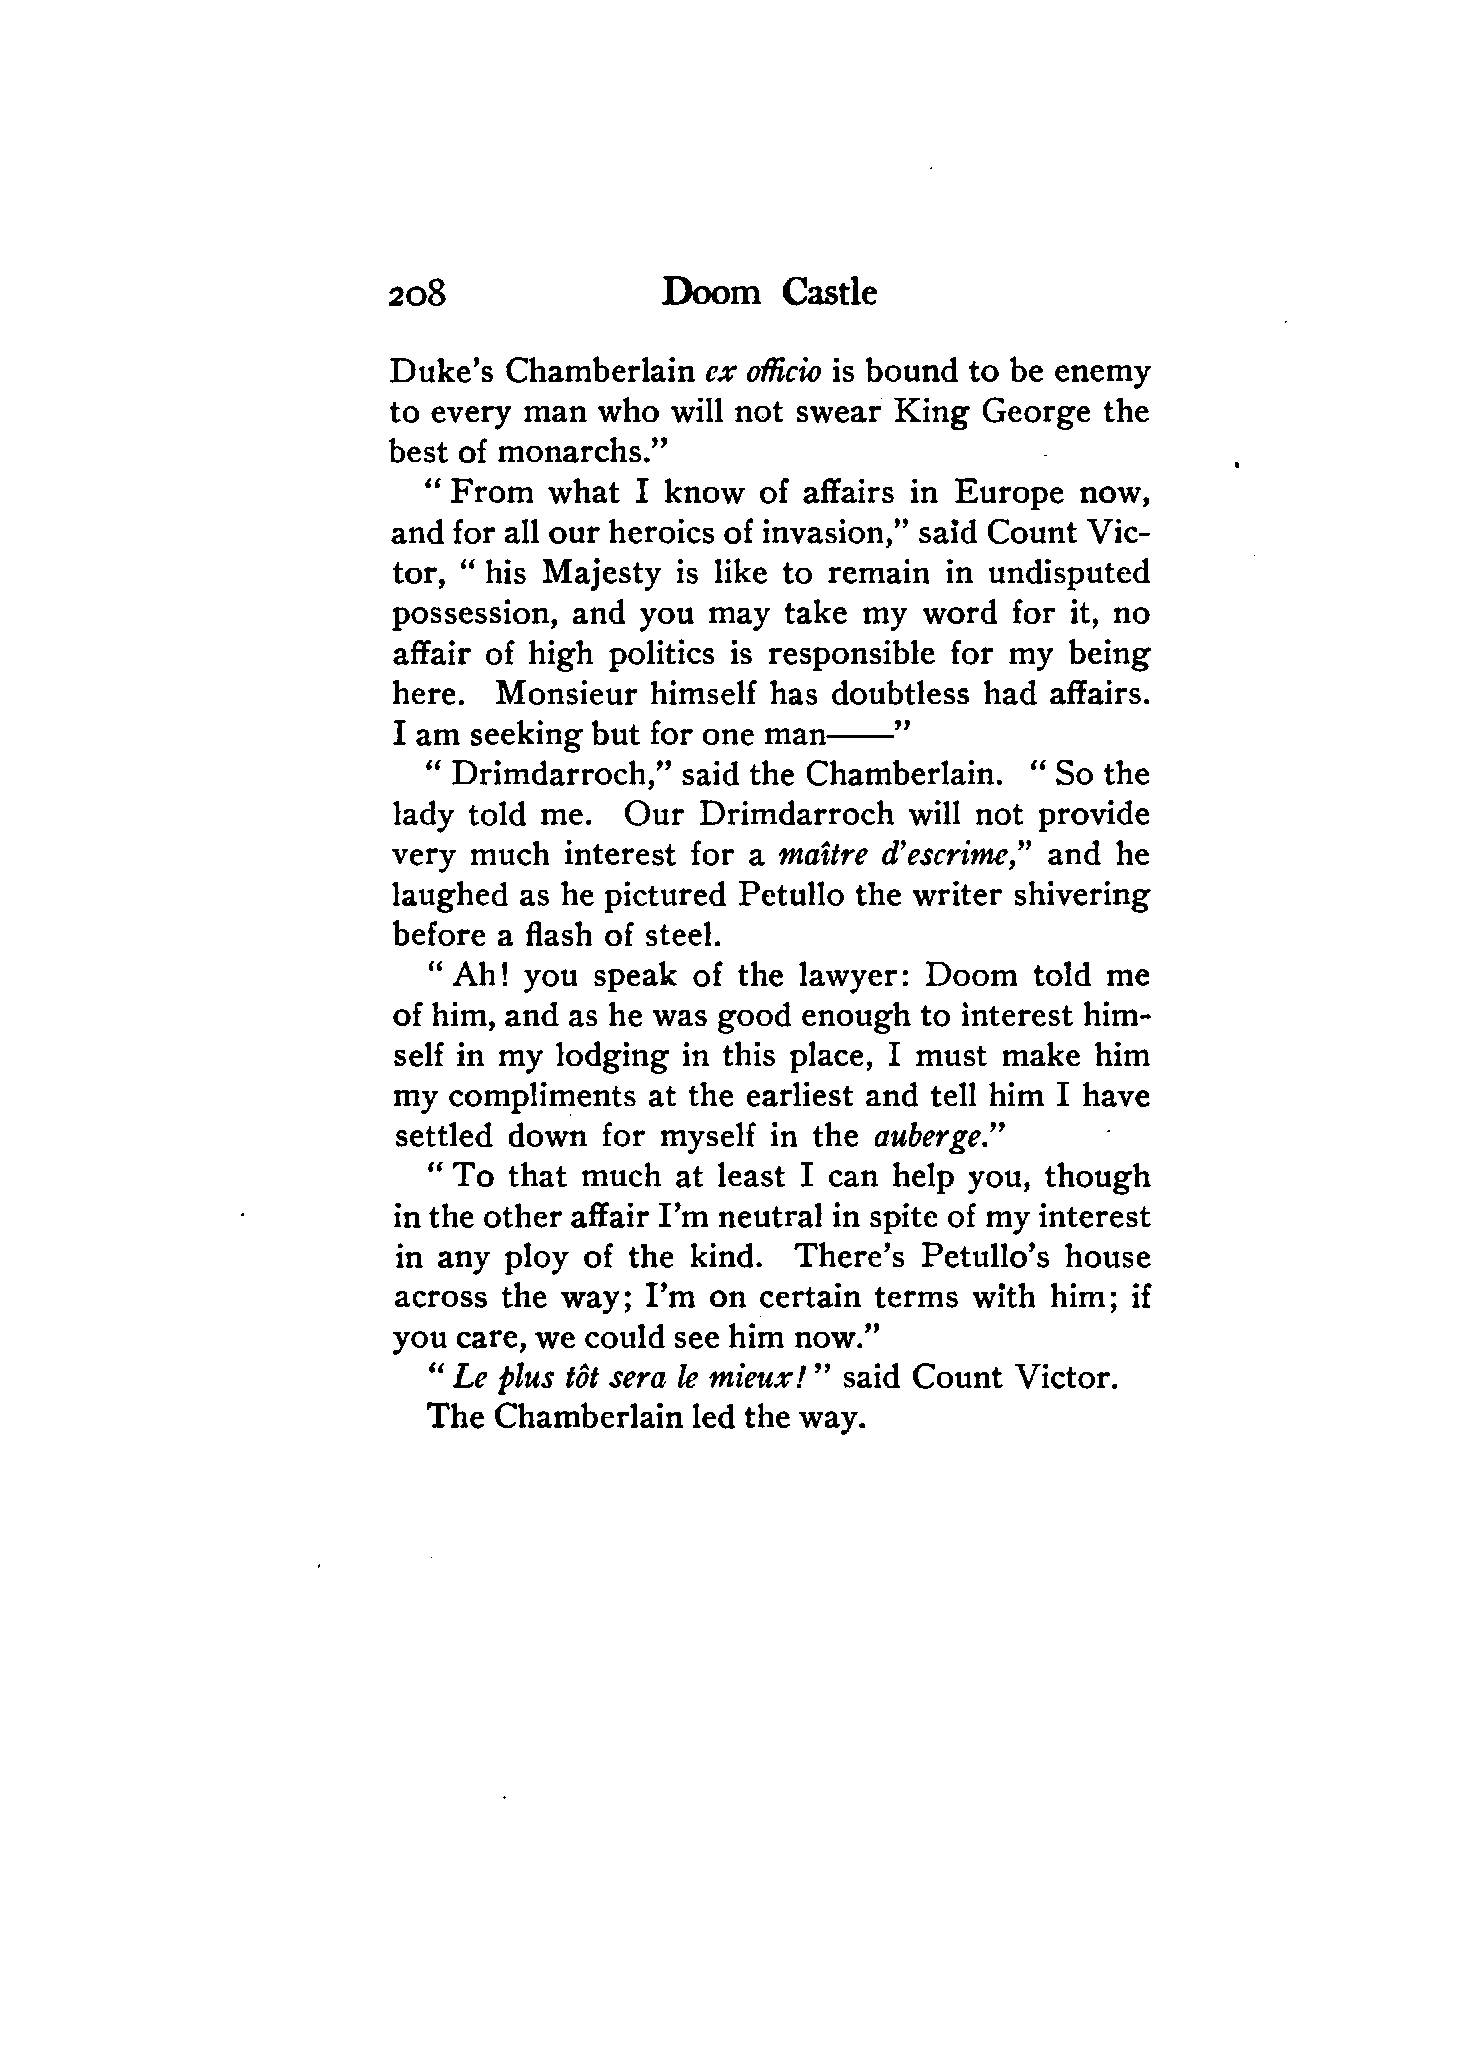 208 Doom Castle
Duke's Chamberlain ex officio is bound to be enemy
to every man who will not swear King George the
best of monarchs."
" From what I know of affairs in Europe now,
and for all our heroics of invasion," said Count Vic-
tor, " his Majesty is like to remain in undisputed
possession, and you may take my word for it, no
affair of high politics is responsible for my being
here. Monsieur himself has doubtless had affairs.
I am seeking but for one man——"
" Drimdarroch," said the Chamberlain. " So the
lady told me. Our Drimdarroch will not provide
very much interest for a maître d'escrime," and he
laughed as he pictured Petullo the writer shivering
before a flash of steel.
" Ah! you speak of the lawyer: Doom told me
of him, and as he was good enough to interest him-
self in my lodging in this place, I must make him
my compliments at the earliest and tell him I have
settled down for myself in the auberge."
" To that much at least I can help you, though
in the other affair I'm neutral in spite of my interest
in any ploy of the kind. There's Petullo's house
across the way; I'm on certain terms with him; if
you care, we could see him now."
" Le plus tôt sera le mieux! " said Count Victor.
The Chamberlain led the way.